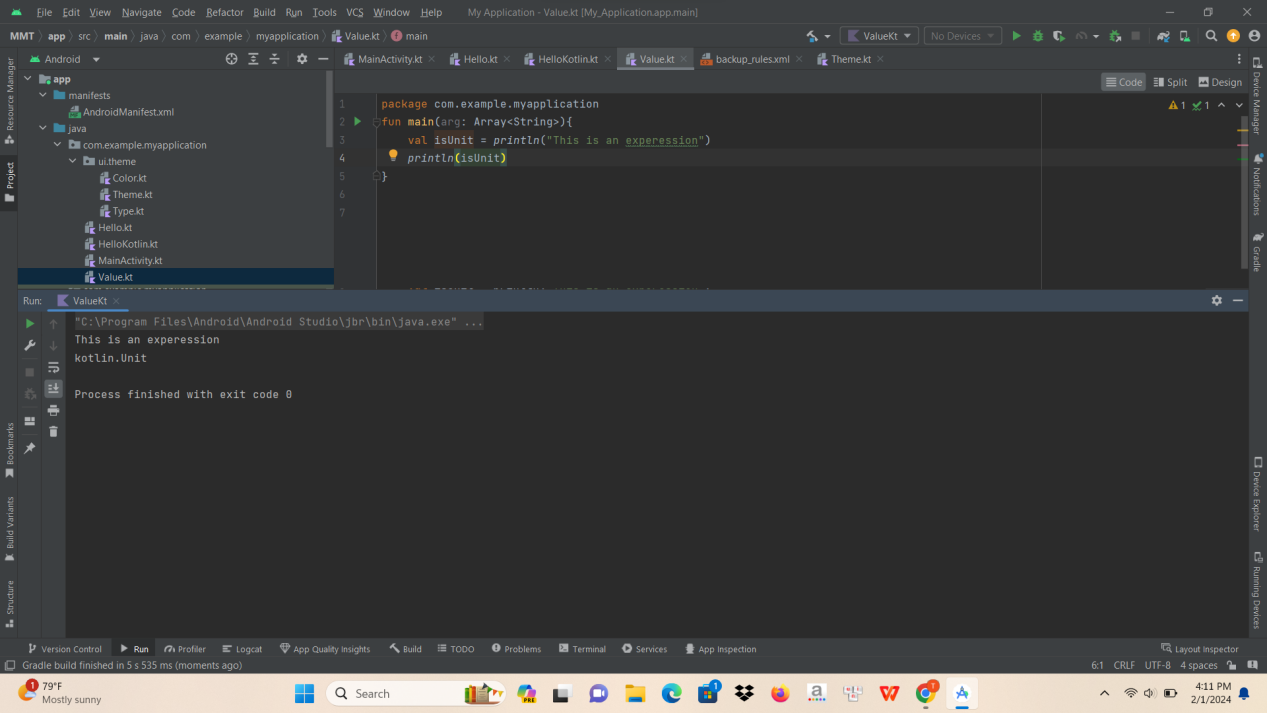 File Edit View Navigate Code Refactor Build Run Tools VCS Window Help My Application - Value.kt [My_Application.app.main]
MMT app src main java com example myapplication Value.kt main ValueKt No Devices
Android MainActivity.kt Hello.kt HelloKotlin.kt Value.kt backup_rules.xml Theme.kt
Code Split Design
app
manifests
AndroidManifest.xml
java
com.example.myapplication
ui.theme
Color.kt
Theme.kt
Type.kt
Hello.kt
HelloKotlin.kt
MainActivity.kt
Value.kt
1 package com.example.myapplication
2 fun main(arg: Array<String>){
3 val isUnit = println("This is an experession")
4 println(isUnit)
5 }
6
7
1 1
Run: ValueKt
"C:\Program Files\Android\Android Studio\jbr\bin\java.exe" ...
This is an experession
kotlin.Unit
Process finished with exit code 0
Resource Manager
Project
Bookmarks
Build Variants
Structure
Device Manager
Notifications
Gradle
Device Explorer
Running Devices
Version Control Run Profiler Logcat App Quality Insights Build TODO Problems Terminal Services App Inspection Layout Inspector
Gradle build finished in 5 s 535 ms (moments ago) 6:1 CRLF UTF-8 4 spaces
1 79°F
Mostly sunny
Search
PRE
1
a
W
T
4:11 PM
2/1/2024